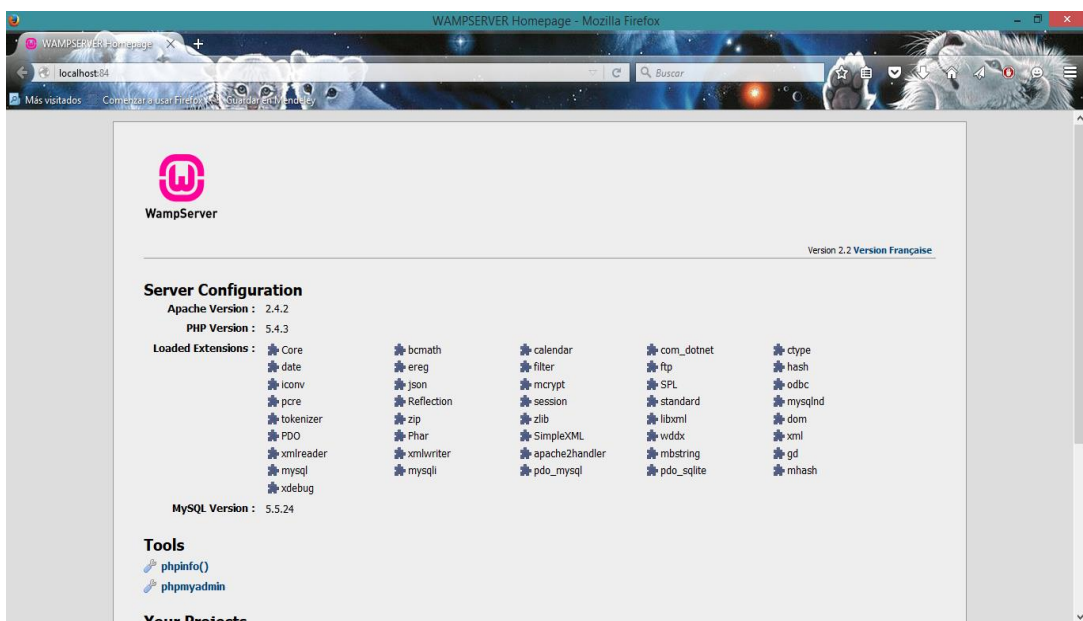 WAMPSERVER Homepage - Mozilla Firefox
WAMPSERVER Homepage
localhost:84
Buscar
Más visitados Comenzar a usar Firefox Guardar en Mendeley
W
WampServer
Version 2.2 Version Française
Server Configuration
Apache Version : 2.4.2
PHP Version : 5.4.3
Loaded Extensions : Core bcmath calendar com_dotnet ctype
date ereg filter ftp hash
iconv json mcrypt SPL odbc
pcre Reflection session standard mysqlnd
tokenizer zip zlib libxml dom
PDO Phar SimpleXML wddx xml
xmlreader xmlwriter apache2handler mbstring gd
mysql mysqli pdo_mysql pdo_sqlite mhash
xdebug
MySQL Version : 5.5.24
Tools
phpinfo()
phpmyadmin
Your Projects